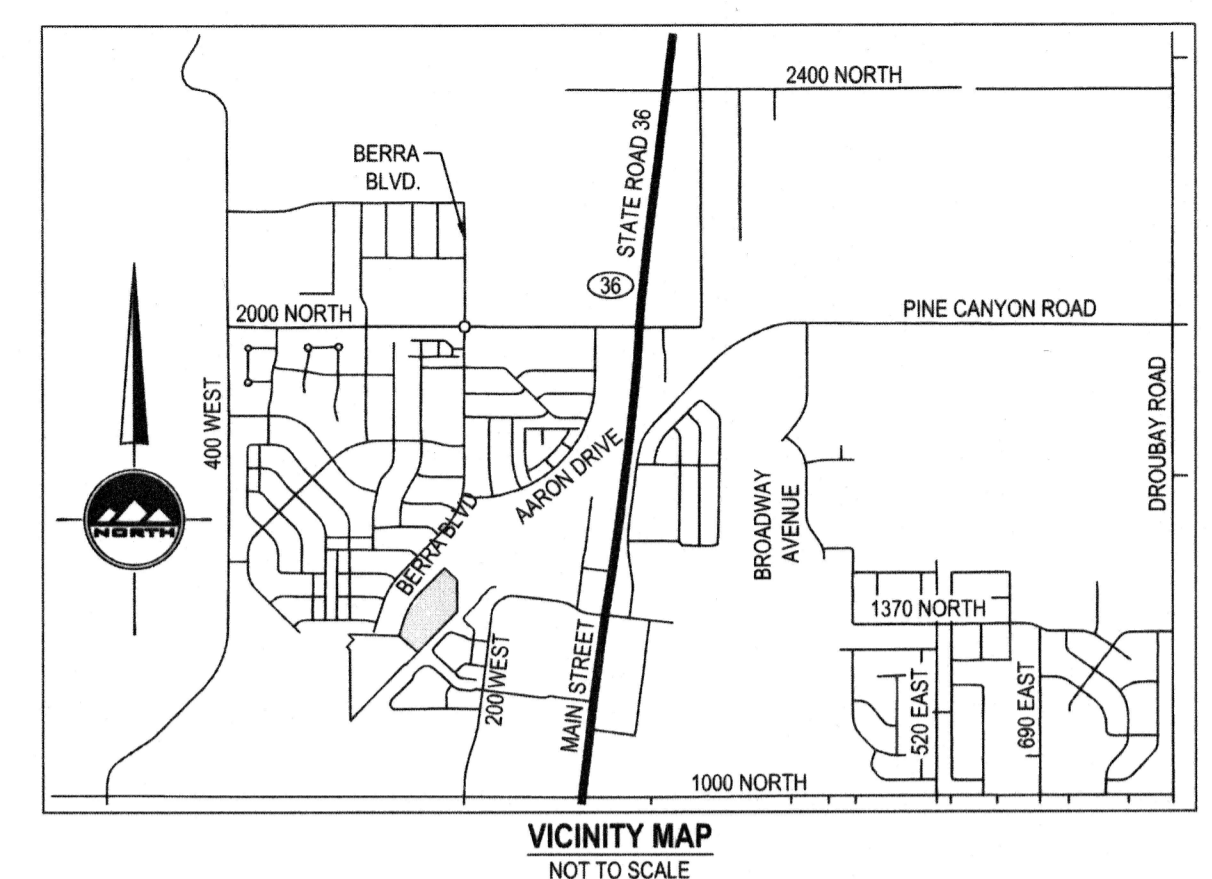 2400 NORTH
BERRA
BLVD.
STATE ROAD 36
36
2000 NORTH
PINE CANYON ROAD
400 WEST
DROUBAY ROAD
AARON DRIVE
BROADWAY
AVENUE
NORTH
BERRA BLVD
1370 NORTH
200 WEST
MAIN STREET
520 EAST
690 EAST
1000 NORTH
VICINITY MAP
NOT TO SCALE